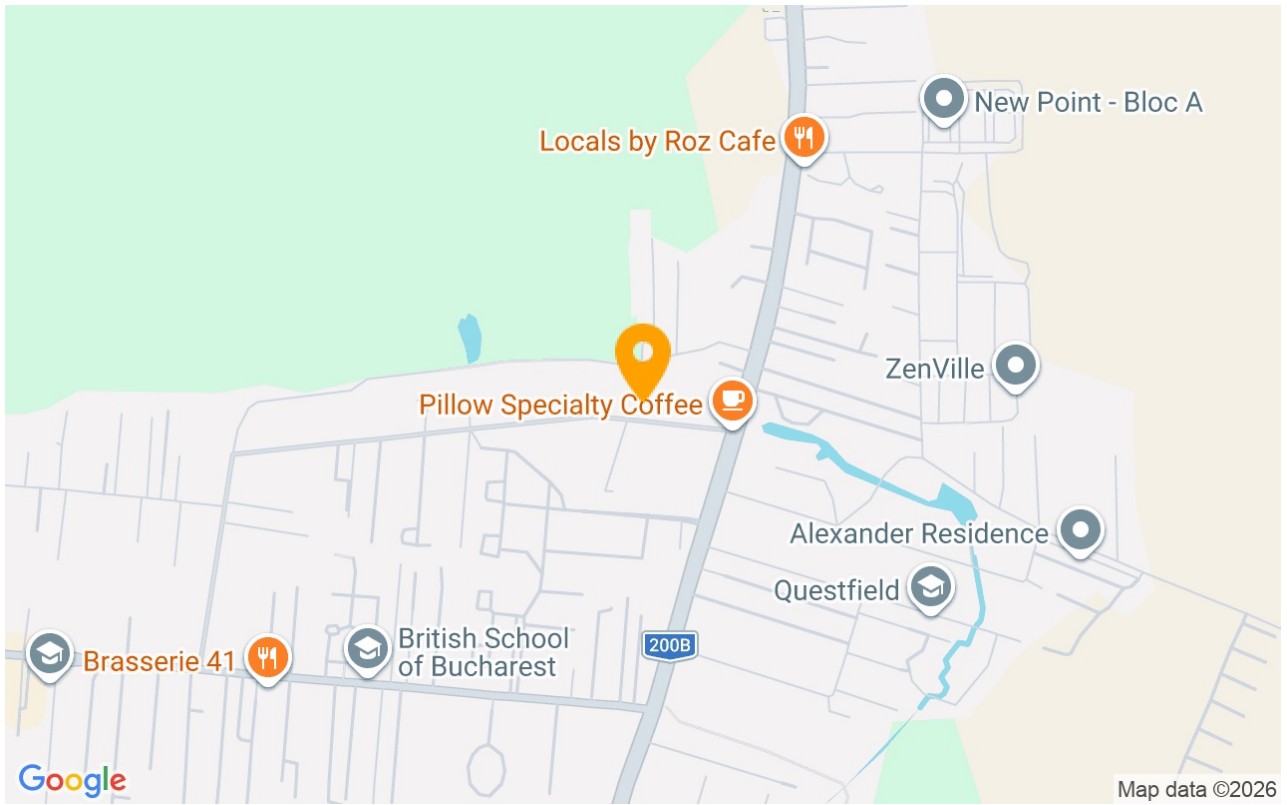 New Point - Bloc A
Locals by Roz Cafe
ZenVille
Pillow Specialty Coffee
Alexander Residence
Questfield
British School
of Bucharest
200B
Brasserie 41
Google
Map data ©2026